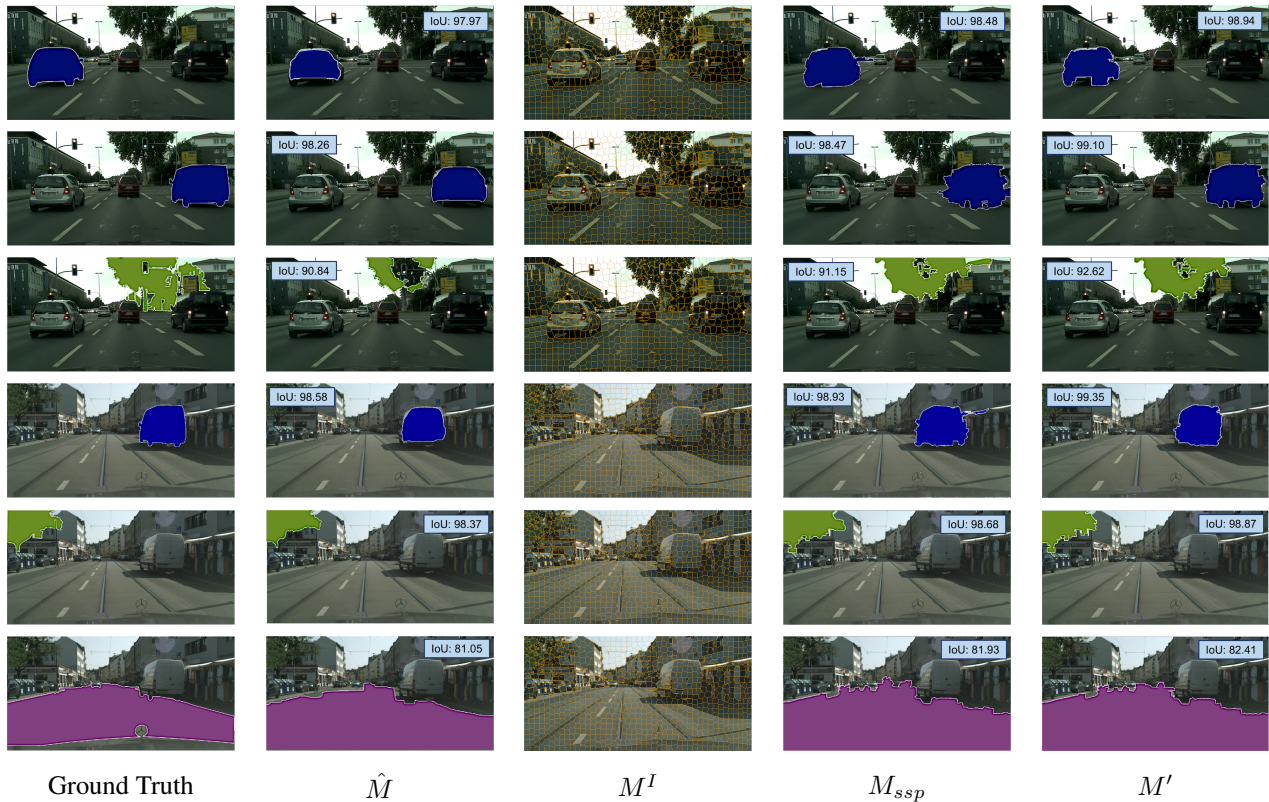 IoU: 97.97
IoU: 98.48
IoU: 98.94
IoU: 98.26
IoU: 98.47
IoU: 99.10
IoU: 90.84
IoU: 91.15
IoU: 92.62
IoU: 98.58
IoU: 98.93
IoU: 99.35
IoU: 98.37
IoU: 98.68
IoU: 98.87
IoU: 81.05
IoU: 81.93
IoU: 82.41
Ground Truth
M̂
M^I
M_{ssp}
M′